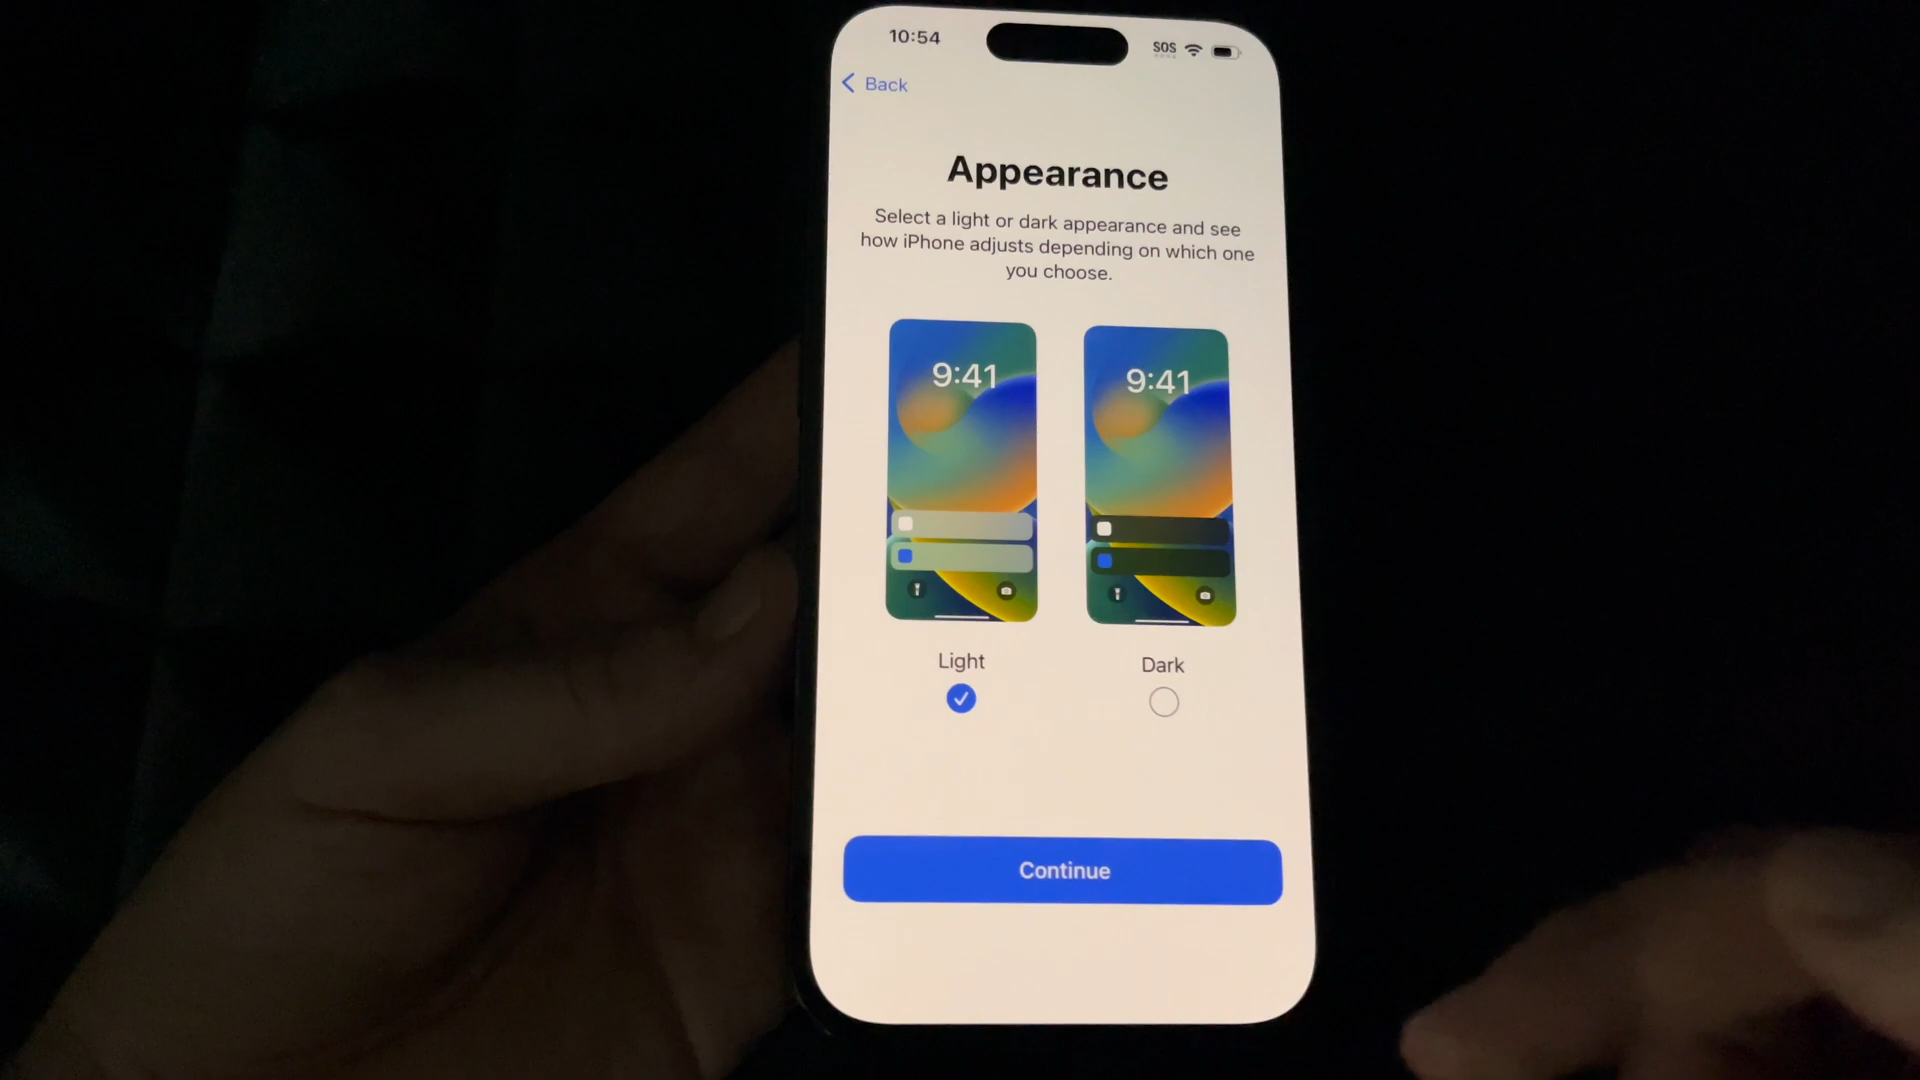 10:54
SOS
Back
Appearance
Select a light or dark appearance and see
how iPhone adjusts depending on which one
you choose.
9:41
9:41
Light
Dark
Continue